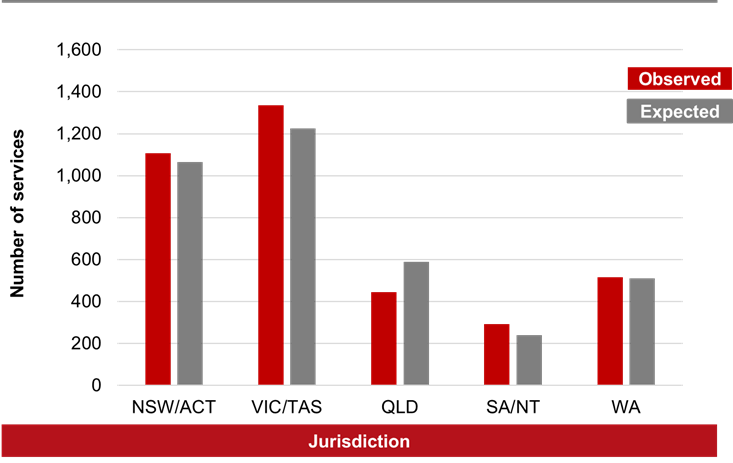 1,600
1,400
1,200
1,000
800
600
400
200
0
Number of services
Observed
Expected
NSW/ACT VIC/TAS QLD SA/NT WA
Jurisdiction